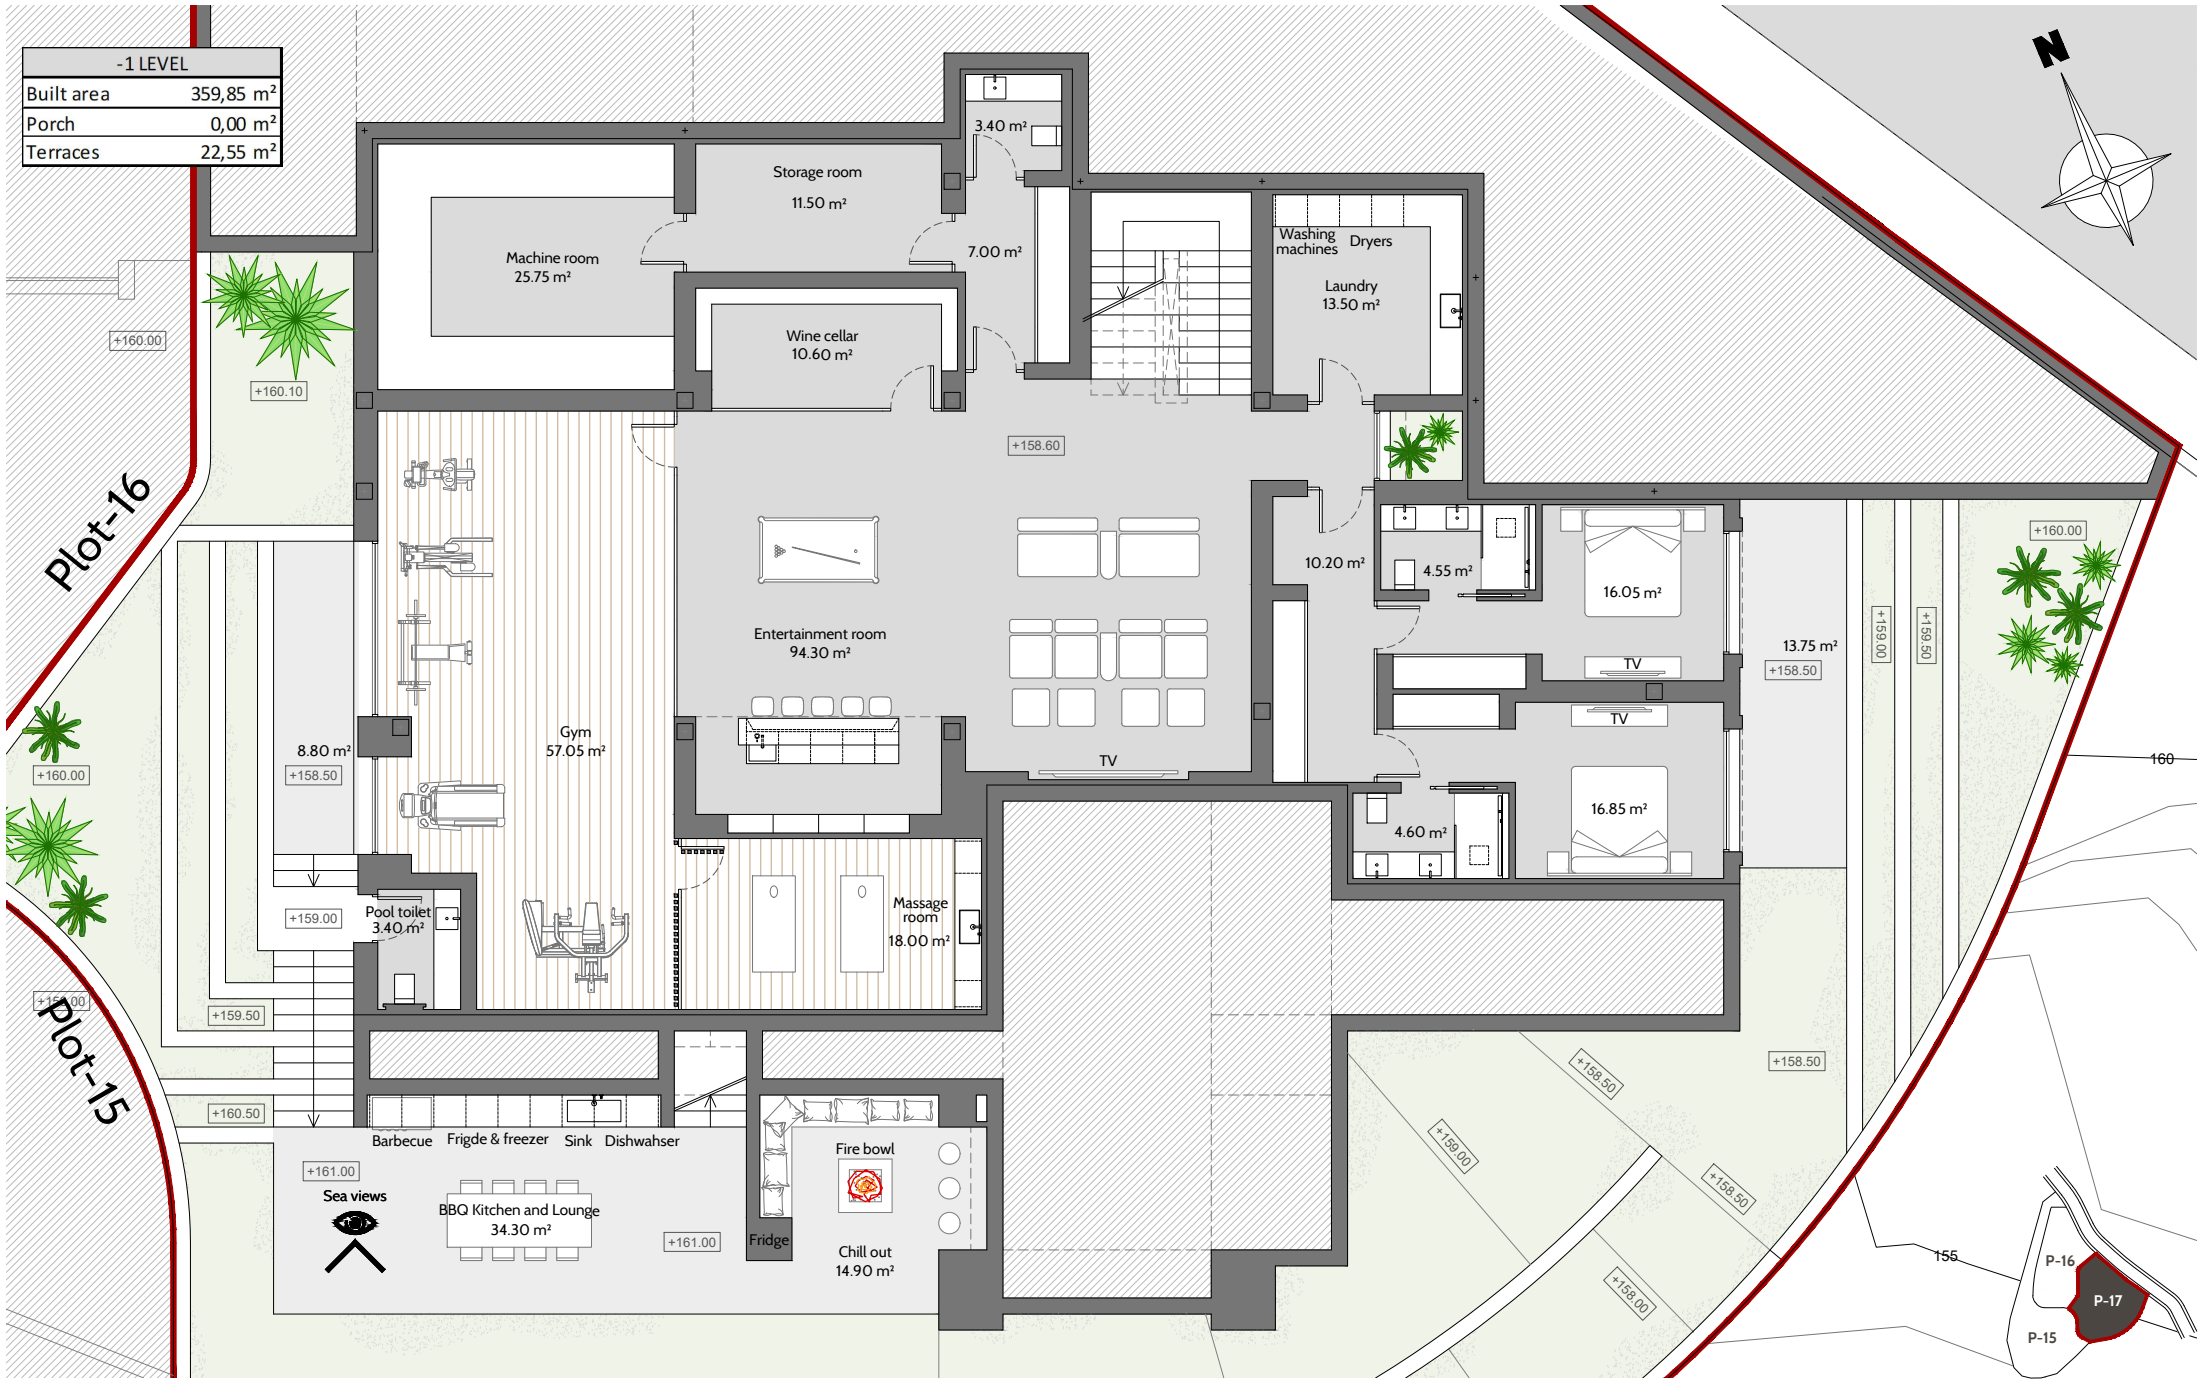 -1 LEVEL
Built area 359,85 m²
Porch 0,00 m²
Terraces 22,55 m²
N
3.40 m²
Storage room
11.50 m²
Machine room
25.75 m²
7.00 m²
Washing
machines
Dryers
Laundry
13.50 m²
Wine cellar
10.60 m²
+160.00
+160.10
+158.60
Plot-16
10.20 m²
4.55 m²
16.05 m²
TV
+160.00
+159.00
+159.50
13.75 m²
+158.50
Entertainment room
94.30 m²
Gym
57.05 m²
8.80 m²
+158.50
+160.00
TV
TV
16.85 m²
4.60 m²
160
Pool toilet
3.40 m²
+159.00
Massage
room
18.00 m²
+159.50
Plot-15
+160.50
+158.50
+158.50
+159.00
+158.50
+158.00
Barbecue
Frigde & freezer
Sink
Dishwahser
+161.00
Sea views
BBQ Kitchen and Lounge
34.30 m²
+161.00
Fridge
Fire bowl
Chill out
14.90 m²
155
P-16
P-17
P-15